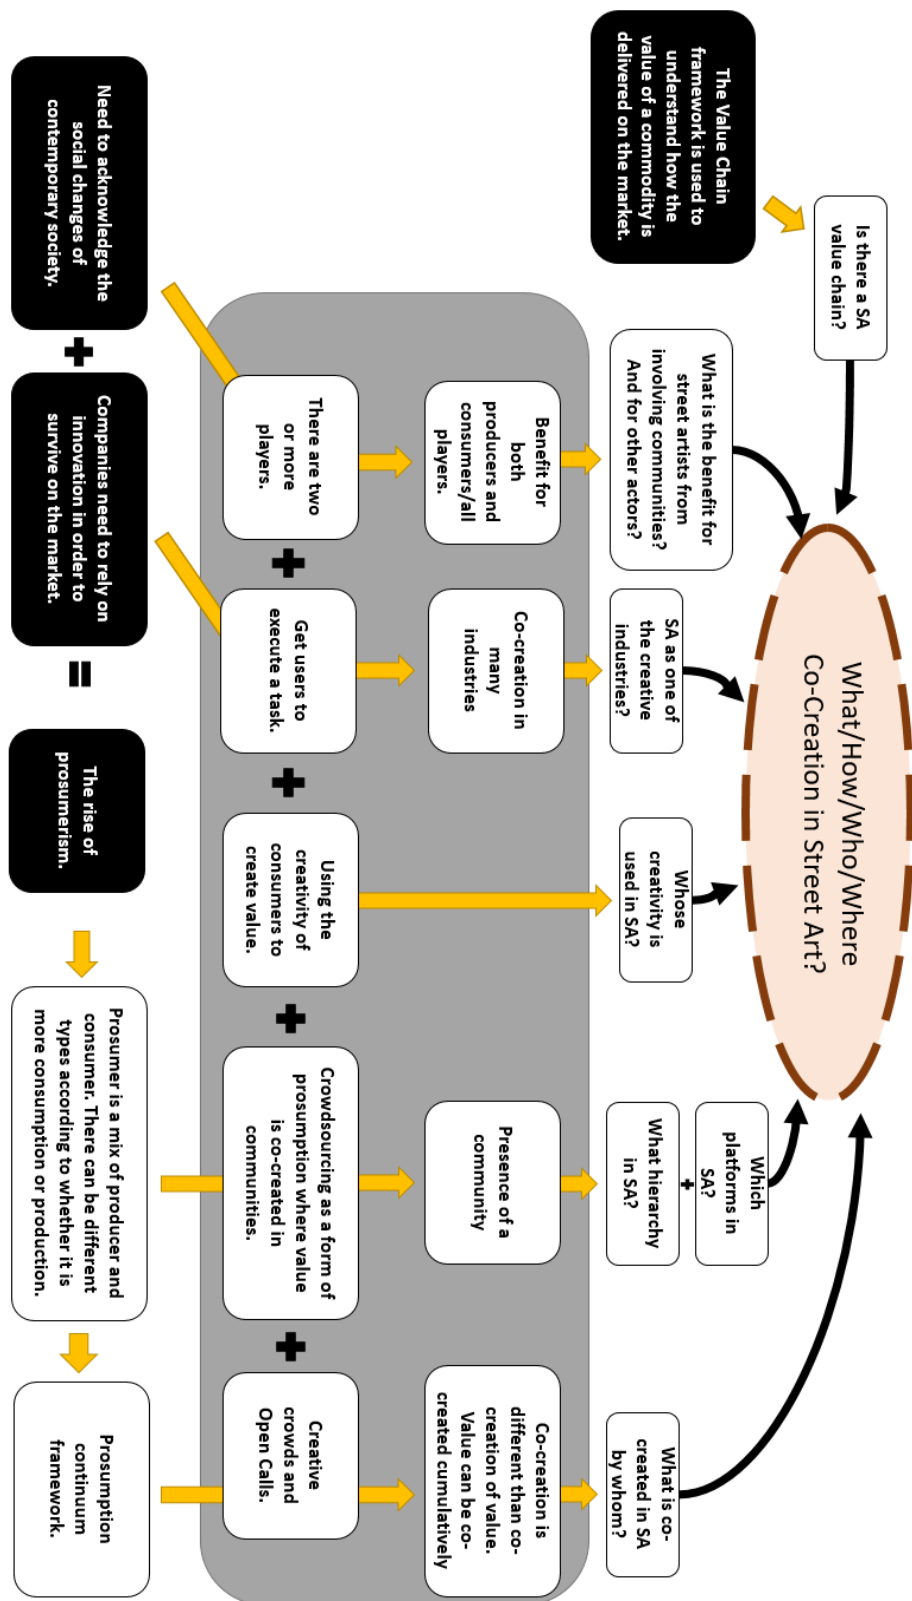 What/How/Who/Where
Co-Creation in Street Art?
Is there a SA
value chain?
The Value Chain
framework is used to
understand how the
value of a commodity is
delivered on the market.
What is the benefit for
street artists from
involving communities?
And for other actors?
SA as one of
the creative
industries?
Whose
creativity is
used in SA?
Which
platforms in
SA?
+
What hierarchy
in SA?
What is co-
created in SA
by whom?
Benefit for
both
producers and
consumers/all
players.
Co-creation in
many
industries
Presence of a
community
Co-creation is
different than co-
creation of value.
Value can be co-
created cumulatively
There are two
or more
players.
+
Get users to
execute a task.
+
Using the
creativity of
consumers to
create value.
+
Crowdsourcing as a form of
prosumption where value
is co-created in
communities.
+
Creative
crowds and
Open Calls.
Need to acknowledge the
social changes of
contemporary society.
+
Companies need to rely on
innovation in order to
survive on the market.
=
The rise of
prosumerism.
Prosumer is a mix of producer and
consumer. There can be different
types according to whether it is
more consumption or production.
Prosumption
continuum
framework.